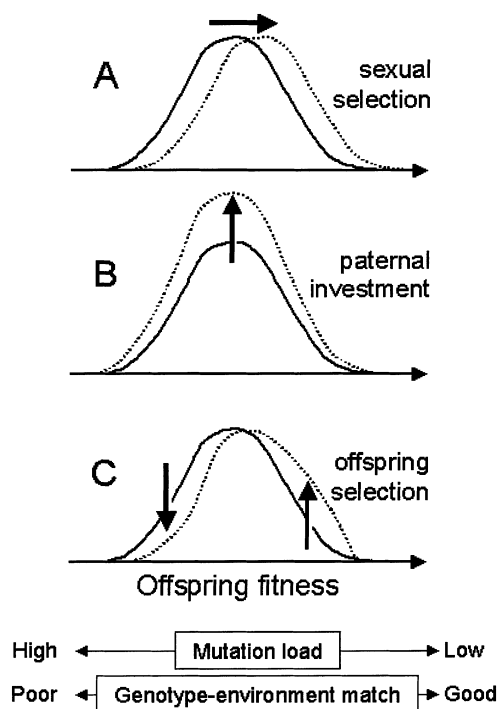 A
sexual
selection
B
paternal
investment
C
offspring
selection
Offspring fitness
High Mutation load Low
Poor Genotype-environment match Good